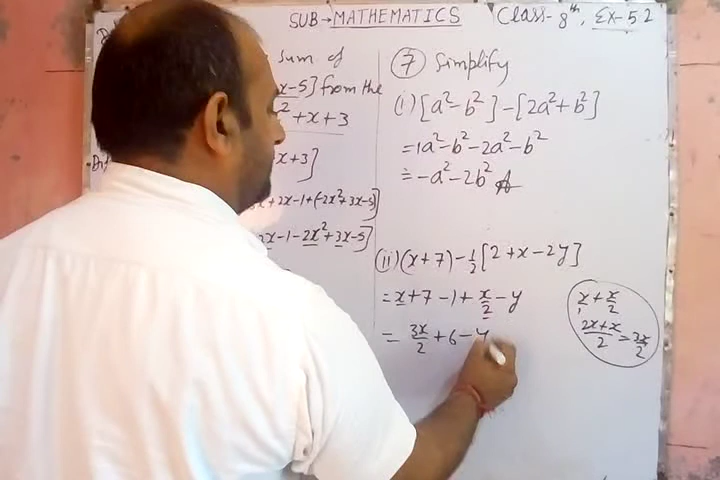 SUB→MATHEMATICS Class-8th, EX-5.2
sum of
x-5] from the
² + x + 3
x+3]
x+2x-1+(-2x²+3x-5)]
2x-1-2x²+3x-5]
⑦ Simplify
(i) [a²-b²] - [2a²+b²]
= 1a²-b²-2a²-b²
= -a²-2b²
(ii) (x+7) - 1/2 [2+x-2y]
= x+7-1+x/2-y
= 3x/2 + 6 - y
x + x/2
2x+x/2 = 3x/2